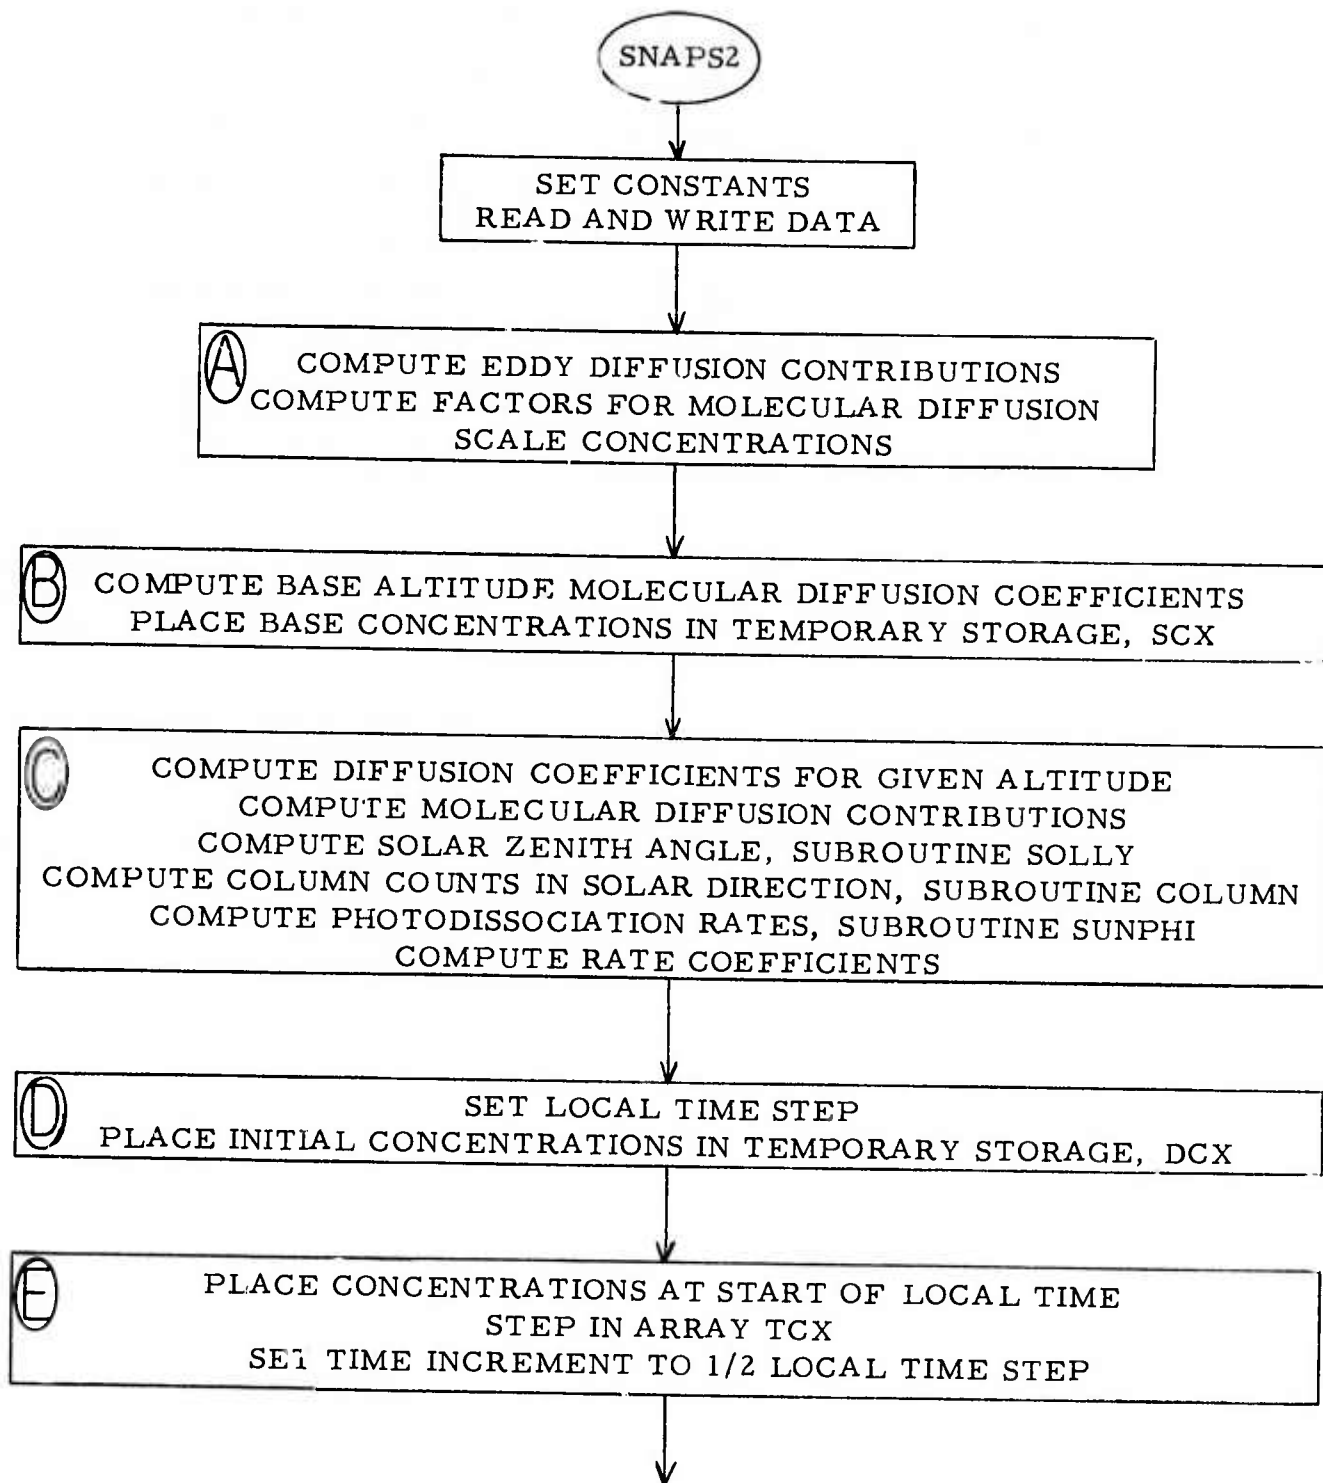 SNAPS2
SET CONSTANTS
READ AND WRITE DATA
A
COMPUTE EDDY DIFFUSION CONTRIBUTIONS
COMPUTE FACTORS FOR MOLECULAR DIFFUSION
SCALE CONCENTRATIONS
B
COMPUTE BASE ALTITUDE MOLECULAR DIFFUSION COEFFICIENTS
PLACE BASE CONCENTRATIONS IN TEMPORARY STORAGE, SCX
C
COMPUTE DIFFUSION COEFFICIENTS FOR GIVEN ALTITUDE
COMPUTE MOLECULAR DIFFUSION CONTRIBUTIONS
COMPUTE SOLAR ZENITH ANGLE, SUBROUTINE SOLLY
COMPUTE COLUMN COUNTS IN SOLAR DIRECTION, SUBROUTINE COLUMN
COMPUTE PHOTODISSOCIATION RATES, SUBROUTINE SUNPHI
COMPUTE RATE COEFFICIENTS
D
SET LOCAL TIME STEP
PLACE INITIAL CONCENTRATIONS IN TEMPORARY STORAGE, DCX
E
PLACE CONCENTRATIONS AT START OF LOCAL TIME
STEP IN ARRAY TCX
SET TIME INCREMENT TO 1/2 LOCAL TIME STEP